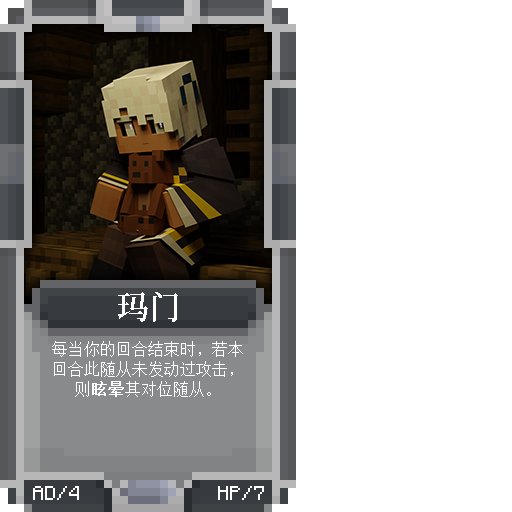 玛门
每当你的回合结束时，若本
回合此随从未发动过攻击，
则眩晕其对位随从。
AD/4
HP/7